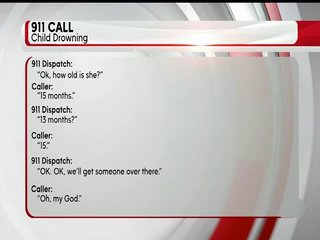 911 CALL
Child Drowning
911 Dispatch:
"Ok, how old is she?"
Caller:
"15 months."
911 Dispatch:
"13 months?"
Caller:
"15."
911 Dispatch:
"OK. OK, we'll get someone over there."
Caller:
"Oh, my God."